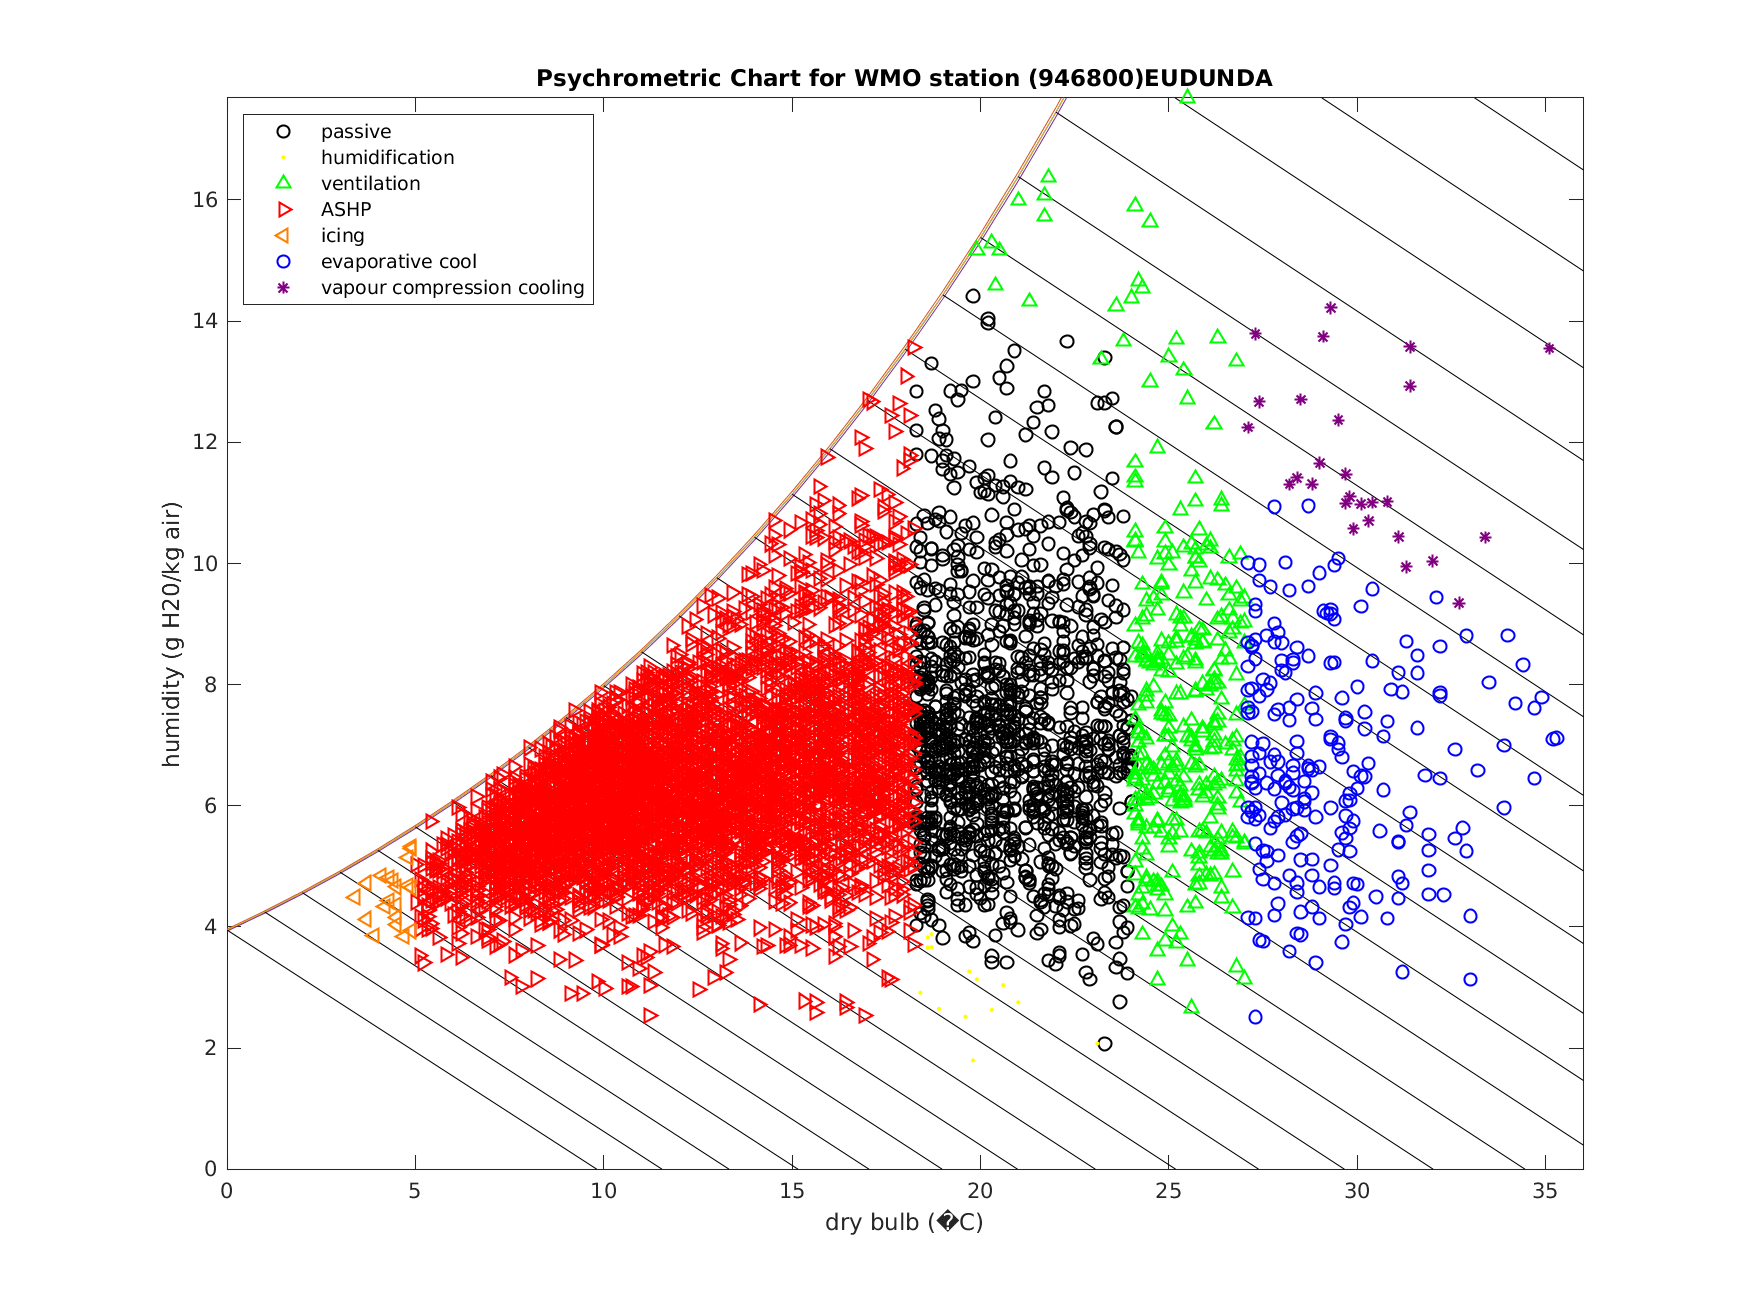 Psychrometric Chart for WMO station (946800)EUDUNDA
passive
humidification
ventilation
ASHP
icing
evaporative cool
vapour compression cooling
humidity (g H20/kg air)
16
14
12
10
8
6
4
2
0
0 5 10 15 20 25 30 35
dry bulb (�C)